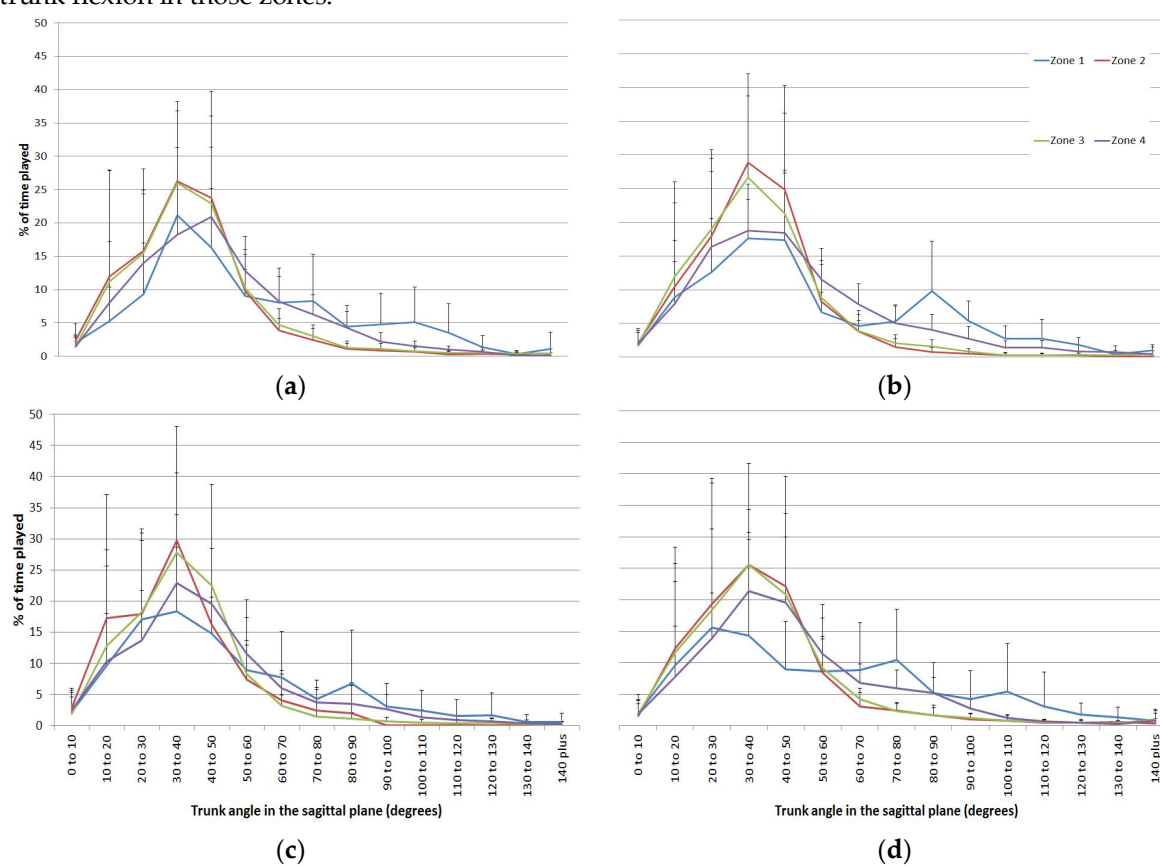 trunk flexion in those zones.
50
45
40
35
30
25
20
15
10
5
0
% of time played
(a)
Zone 1
Zone 2
Zone 3
Zone 4
(b)
50
45
40
35
30
25
20
15
10
5
0
% of time played
0 to 10
10 to 20
20 to 30
30 to 40
40 to 50
50 to 60
60 to 70
70 to 80
80 to 90
90 to 100
100 to 110
110 to 120
120 to 130
130 to 140
140 plus
Trunk angle in the sagittal plane (degrees)
(c)
0 to 10
10 to 20
20 to 30
30 to 40
40 to 50
50 to 60
60 to 70
70 to 80
80 to 90
90 to 100
100 to 110
110 to 120
120 to 130
130 to 140
140 plus
Trunk angle in the sagittal plane (degrees)
(d)